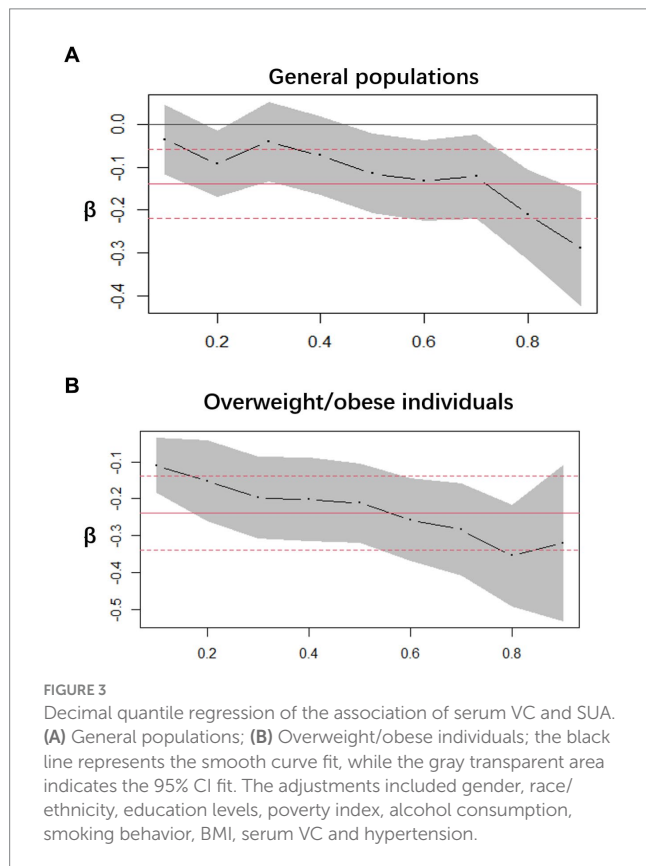 A
General populations
0.0
-0.1
-0.2
-0.3
-0.4
β
0.2 0.4 0.6 0.8
B
Overweight/obese individuals
-0.1
-0.2
-0.3
-0.4
-0.5
β
0.2 0.4 0.6 0.8
FIGURE 3
Decimal quantile regression of the association of serum VC and SUA.
(A) General populations; (B) Overweight/obese individuals; the black
line represents the smooth curve fit, while the gray transparent area
indicates the 95% CI fit. The adjustments included gender, race/
ethnicity, education levels, poverty index, alcohol consumption,
smoking behavior, BMI, serum VC and hypertension.